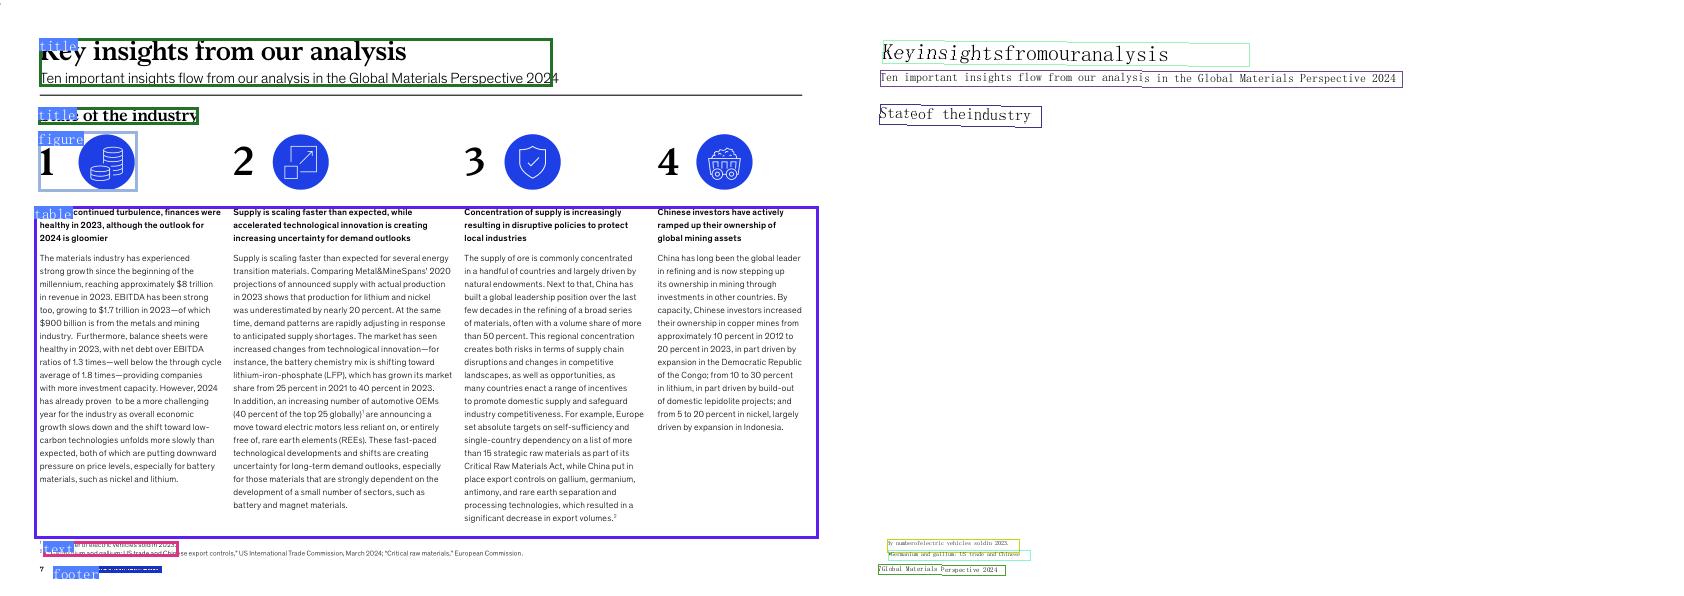 title
Key insights from our analysis
Ten important insights flow from our analysis in the Global Materials Perspective 2024
title
of the industry
figure
1
2
3
4
table
continued turbulence, finances were
healthy in 2023, although the outlook for
2024 is gloomier
The materials industry has experienced
strong growth since the beginning of the
millennium, reaching approximately $8 trillion
in revenue in 2023. EBITDA has been strong
too, growing to $1.7 trillion in 2023—of which
$900 billion is from the metals and mining
industry. Furthermore, balance sheets were
healthy in 2023, with net debt over EBITDA
ratios of 1.3 times—well below the through cycle
average of 1.8 times—providing companies
with more investment capacity. However, 2024
has already proven to be a more challenging
year for the industry as overall economic
growth slows down and the shift toward low-
carbon technologies unfolds more slowly than
expected, both of which are putting downward
pressure on price levels, especially for battery
materials, such as nickel and lithium.
Supply is scaling faster than expected, while
accelerated technological innovation is creating
increasing uncertainty for demand outlooks
Supply is scaling faster than expected for several energy
transition materials. Comparing Metal&MineSpans' 2020
projections of announced supply with actual production
in 2023 shows that production for lithium and nickel
was underestimated by nearly 20 percent. At the same
time, demand patterns are rapidly adjusting in response
to anticipated supply shortages. The market has seen
increased changes from technological innovation—for
instance, the battery chemistry mix is shifting toward
lithium-iron-phosphate (LFP), which has grown its market
share from 25 percent in 2021 to 40 percent in 2023.
In addition, an increasing number of automotive OEMs
(40 percent of the top 25 globally)¹ are announcing a
move toward electric motors less reliant on, or entirely
free of, rare earth elements (REEs). These fast-paced
technological developments and shifts are creating
uncertainty for long-term demand outlooks, especially
for those materials that are strongly dependent on the
development of a small number of sectors, such as
battery and magnet materials.
Concentration of supply is increasingly
resulting in disruptive policies to protect
local industries
The supply of ore is commonly concentrated
in a handful of countries and largely driven by
natural endowments. Next to that, China has
built a global leadership position over the last
few decades in the refining of a broad series
of materials, often with a volume share of more
than 50 percent. This regional concentration
creates both risks in terms of supply chain
disruptions and changes in competitive
landscapes, as well as opportunities, as
many countries enact a range of incentives
to promote domestic supply and safeguard
industry competitiveness. For example, Europe
set absolute targets on self-sufficiency and
single-country dependency on a list of more
than 15 strategic raw materials as part of its
Critical Raw Materials Act, while China put in
place export controls on gallium, germanium,
antimony, and rare earth separation and
processing technologies, which resulted in a
significant decrease in export volumes.²
Chinese investors have actively
ramped up their ownership of
global mining assets
China has long been the global leader
in refining and is now stepping up
its ownership in mining through
investments in other countries. By
capacity, Chinese investors increased
their ownership in copper mines from
approximately 10 percent in 2012 to
20 percent in 2023, in part driven by
expansion in the Democratic Republic
of the Congo; from 10 to 30 percent
in lithium, in part driven by build-out
of domestic lepidolite projects; and
from 5 to 20 percent in nickel, largely
driven by expansion in Indonesia.
text
of electric vehicles sold in 2023.
and gallium: US trade and Chinese export controls," US International Trade Commission, March 2024; "Critical raw materials," European Commission.
7
footer
Keyinsightsfromouranalysis
Ten important insights flow from our analysis in the Global Materials Perspective 2024
Stateof theindustry
By numberofelectric vehicles soldin 2023.
"Germanium and gallium: US trade and Chinese
7Global Materials Perspective 2024